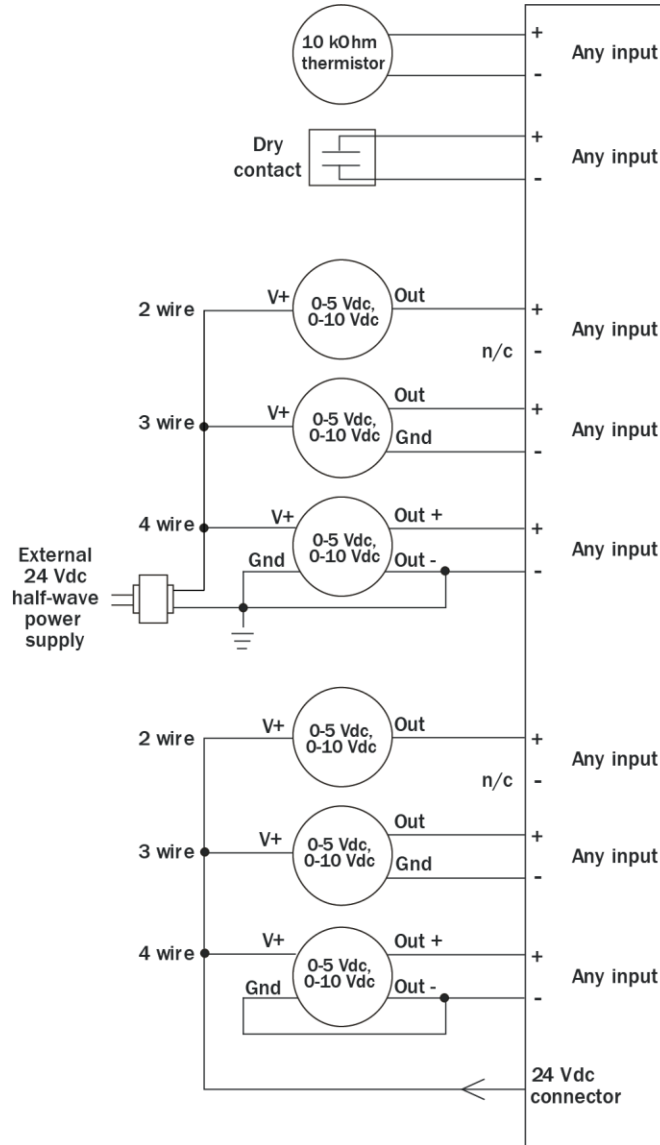 10 kOhm
thermistor
+
-
Any input
Dry
contact
+
-
Any input
2 wire
V+
0-5 Vdc,
0-10 Vdc
Out
+
n/c
-
Any input
3 wire
V+
0-5 Vdc,
0-10 Vdc
Out
Gnd
+
-
Any input
4 wire
V+
Gnd
0-5 Vdc,
0-10 Vdc
Out +
Out -
+
-
Any input
External
24 Vdc
half-wave
power
supply
2 wire
V+
0-5 Vdc,
0-10 Vdc
Out
+
n/c
-
Any input
3 wire
V+
0-5 Vdc,
0-10 Vdc
Out
Gnd
+
-
Any input
4 wire
V+
Gnd
0-5 Vdc,
0-10 Vdc
Out +
Out -
+
-
Any input
24 Vdc
connector